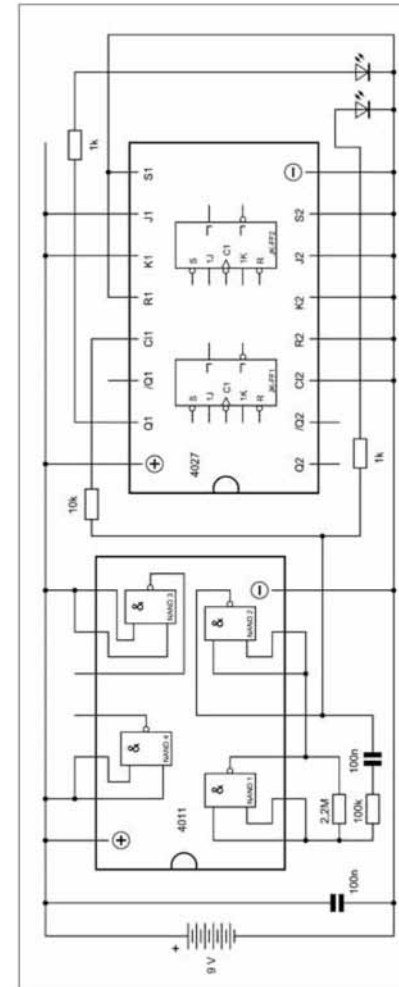 1k
10k
+
9 V
100n
+
4011
&
NAND 4
&
NAND 3
&
NAND 1
&
NAND 2
−
2,2M
100k
100n
+ Q1 /Q1 Cl1 R1 K1 J1 S1
4027
S
1J
C1
1K
R
JK-FF1
S
1J
C1
1K
R
JK-FF2
Q2 /Q2 Cl2 R2 K2 J2 S2 −
1k